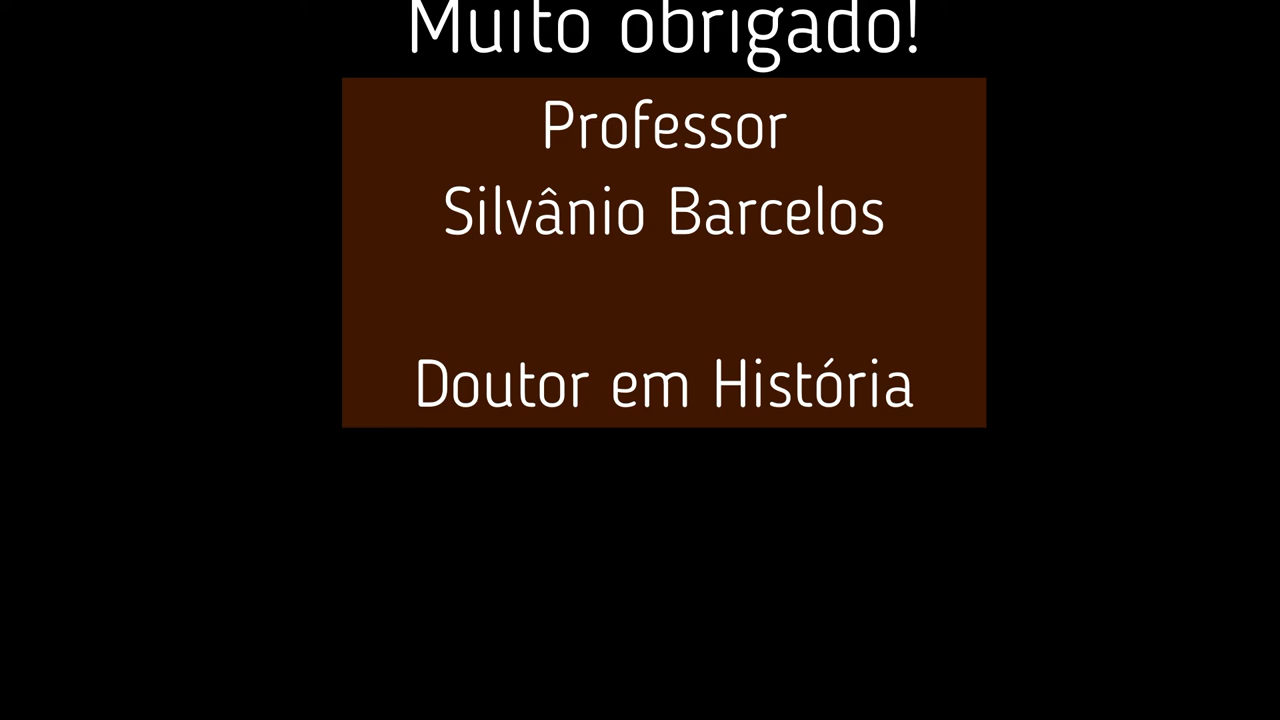 Muito obrigado!
Professor
Silvânio Barcelos
Doutor em História